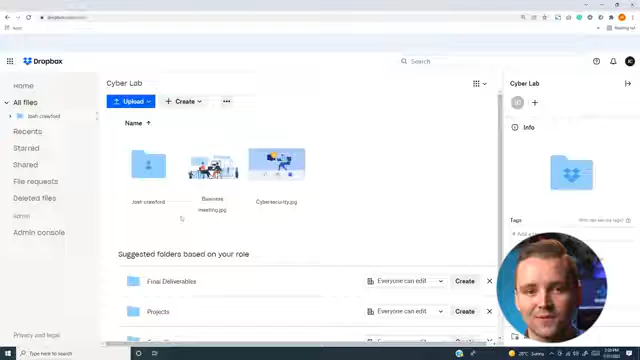 Dropbox
Search
Home
All files
Josh crawford
Recents
Starred
Shared
File requests
Deleted files
Admin
Admin console
Privacy and legal
Cyber Lab
Upload
Create
Name
Josh crawford
Business
meeting.jpg
Cybersecurity.jpg
Suggested folders based on your role
Final Deliverables
Everyone can edit
Create
Projects
Everyone can edit
Create
Cyber Lab
Info
Tags
Type here to search
Sunny